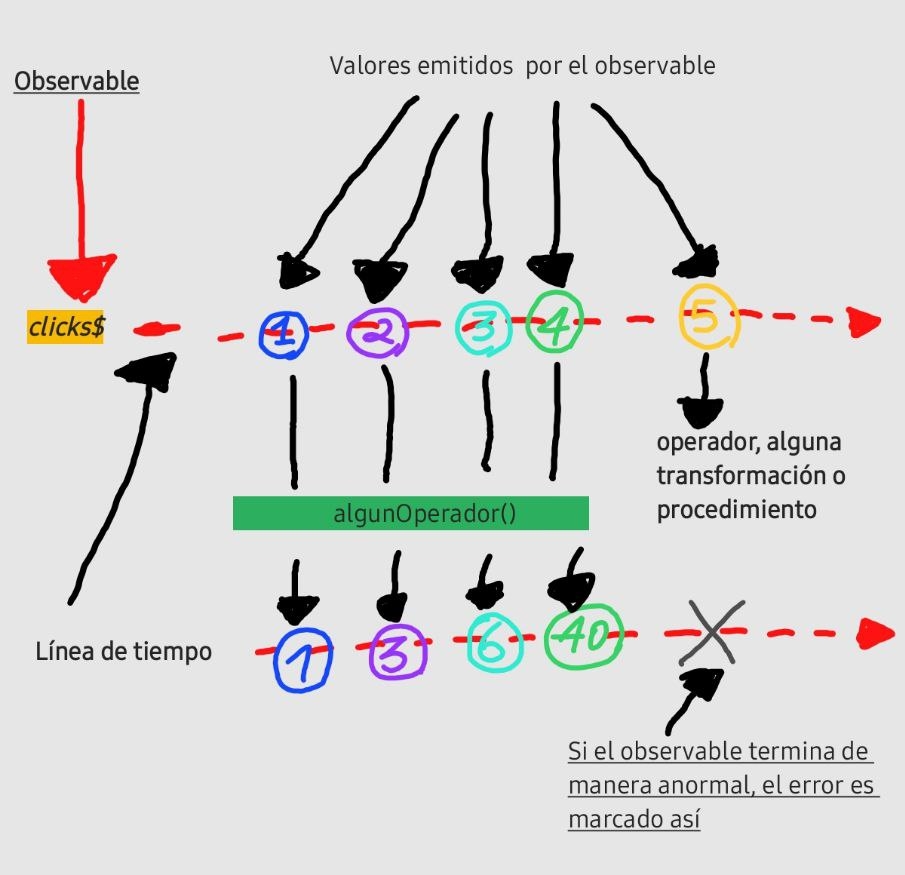 Valores emitidos por el observable
Observable
clicks$
1 2 3 4 5
operador, alguna
transformación o
procedimiento
algunOperador()
Línea de tiempo
1 3 6 10
Si el observable termina de
manera anormal, el error es
marcado así